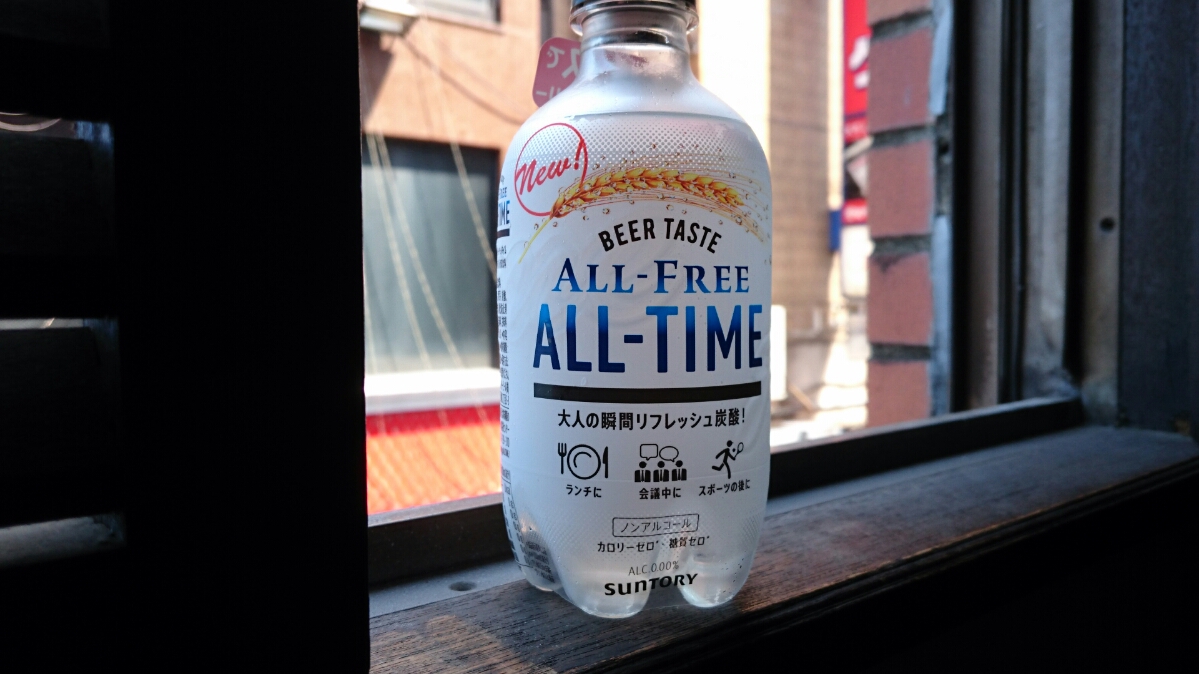 New!
BEER TASTE
ALL-FREE
ALL-TIME
大人の瞬間リフレッシュ炭酸!
ランチに
会議中に
スポーツの後に
ノンアルコール
カロリーゼロ*・糖質ゼロ*
ALC.0.00%
SUNTORY